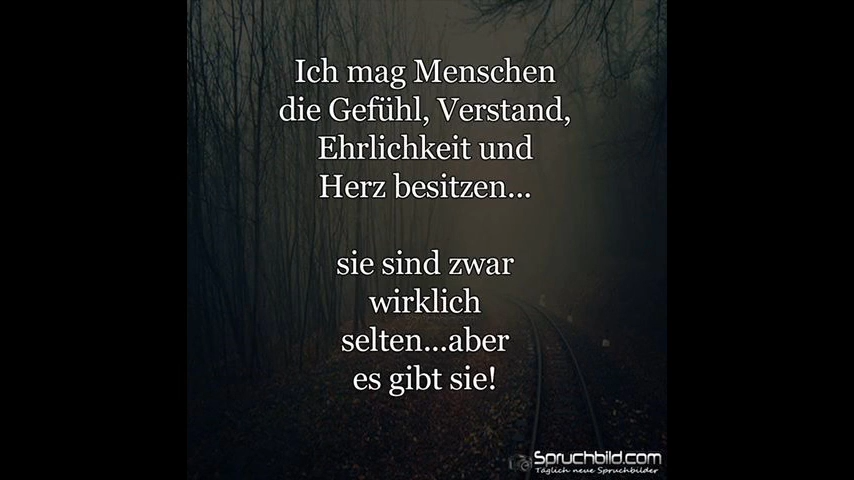 Ich mag Menschen
die Gefühl, Verstand,
Ehrlichkeit und
Herz besitzen...
sie sind zwar
wirklich
selten...aber
es gibt sie!
Spruchbild.com
Täglich neue Spruchbilder